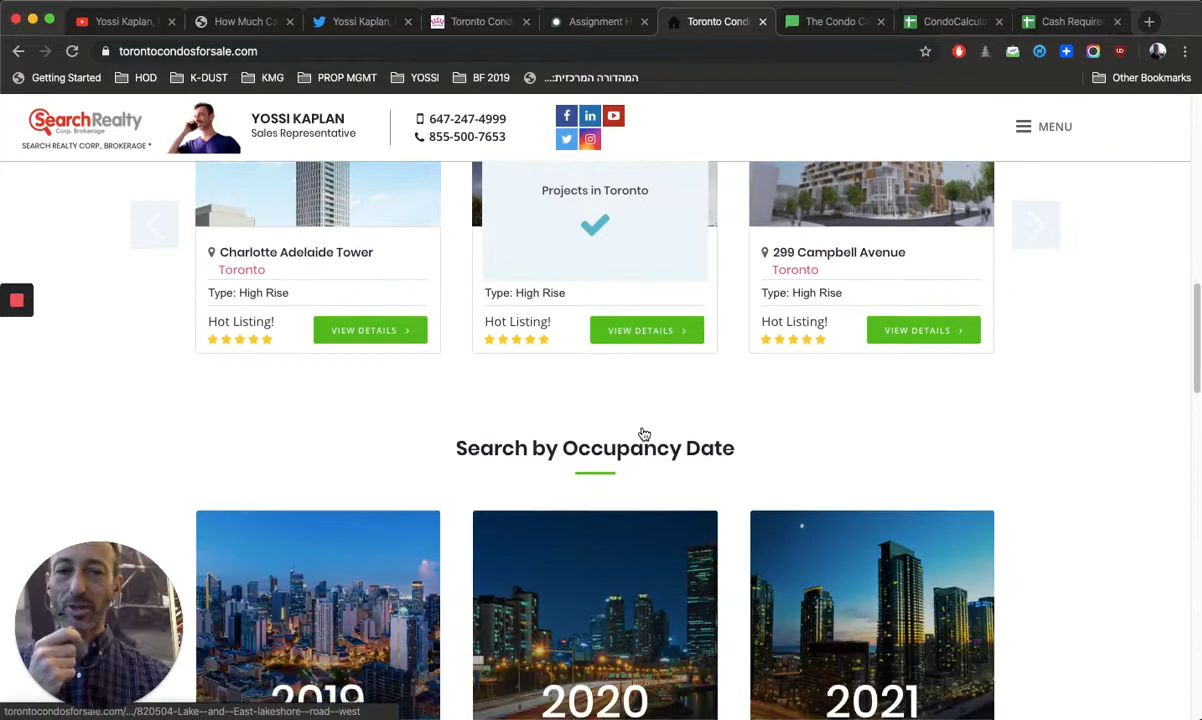 Yossi Kaplan,
How Much Ca
Yossi Kaplan,
Toronto Cond
Assignment H
Toronto Cond
The Condo C
CondoCalcul
Cash Require
torontocondosforsale.com
Getting Started
HOD
K-DUST
KMG
PROP MGMT
YOSSI
BF 2019
המהדורה המרכזית:...
Other Bookmarks
SearchRealty
Corp. Brokerage
SEARCH REALTY CORP., BROKERAGE *
YOSSI KAPLAN
Sales Representative
647-247-4999
855-500-7653
MENU
Projects in Toronto
Charlotte Adelaide Tower
Toronto
Type: High Rise
Hot Listing!
VIEW DETAILS
Type: High Rise
Hot Listing!
VIEW DETAILS
299 Campbell Avenue
Toronto
Type: High Rise
Hot Listing!
VIEW DETAILS
Search by Occupancy Date
2019
2020
2021
torontocondosforsale.com/.../820504-Lake--and--East-lakeshore--road--west